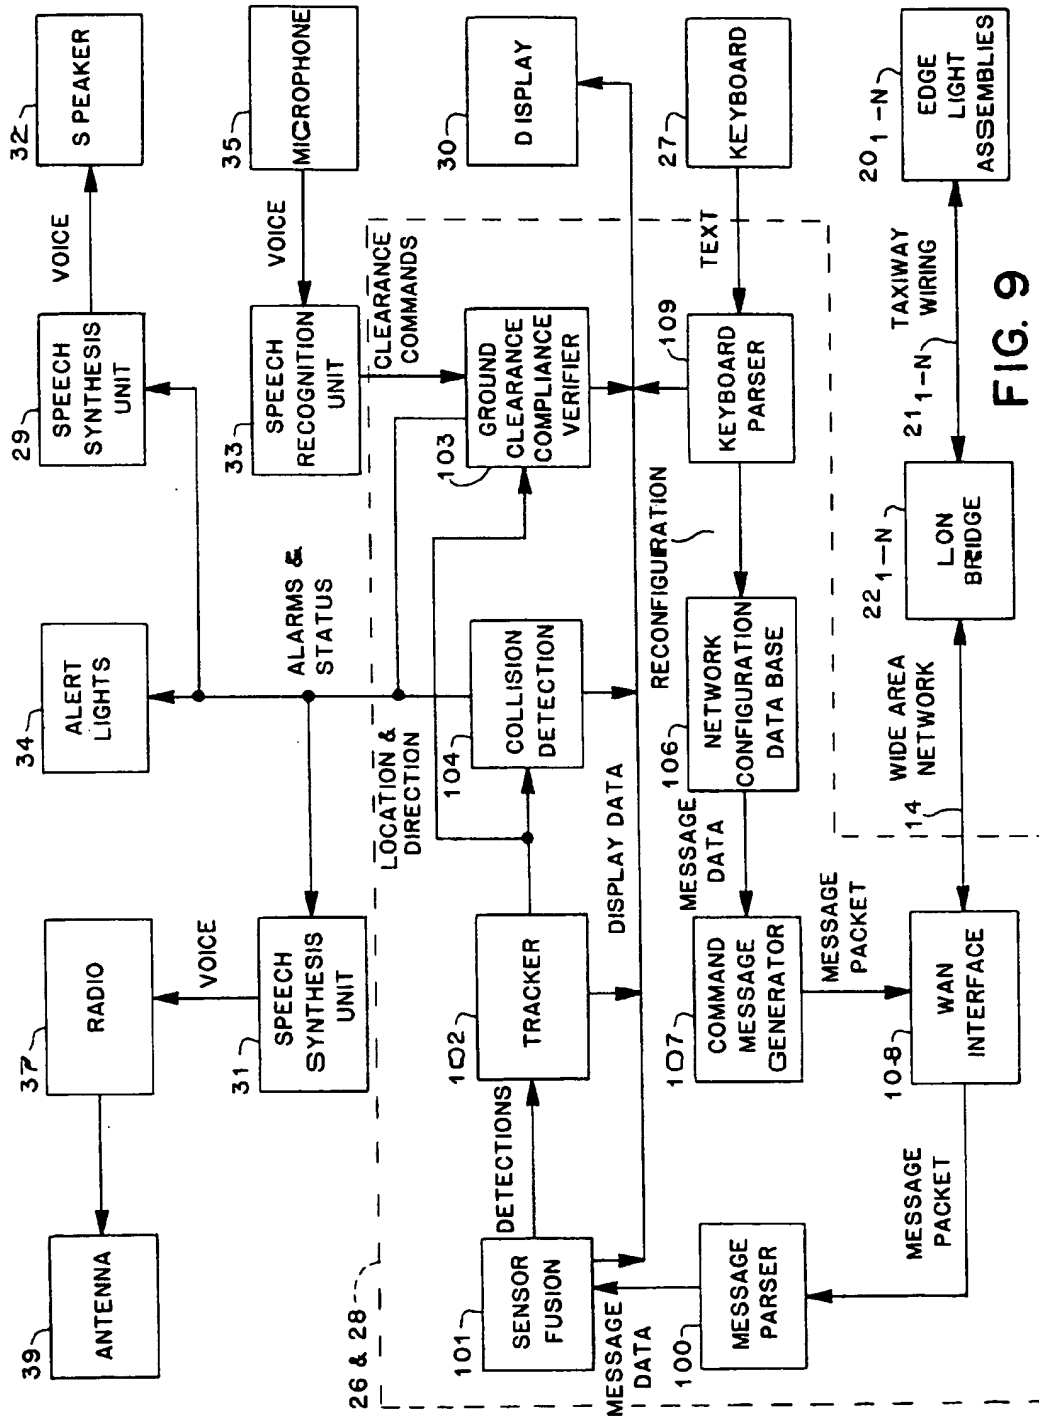 39
ANTENNA
37
RADIO
34
ALERT
LIGHTS
29
SPEECH
SYNTHESIS
UNIT
VOICE
32
SPEAKER
VOICE
31
SPEECH
SYNTHESIS
UNIT
ALARMS &
STATUS
33
SPEECH
RECOGNITION
UNIT
VOICE
35
MICROPHONE
26 & 28
LOCATION &
DIRECTION
CLEARANCE
COMMANDS
101
SENSOR
FUSION
DETECTIONS
102
TRACKER
104
COLLISION
DETECTION
103
GROUND
CLEARANCE
COMPLIANCE
VERIFIER
30
DISPLAY
MESSAGE
DATA
DISPLAY DATA
RECONFIGURATION
TEXT
100
MESSAGE
PARSER
107
COMMAND
MESSAGE
GENERATOR
MESSAGE
DATA
106
NETWORK
CONFIGURATION
DATA BASE
109
KEYBOARD
PARSER
27
KEYBOARD
MESSAGE
PACKET
MESSAGE
PACKET
108
WAN
INTERFACE
14
WIDE AREA
NETWORK
22 1-N
LON
BRIDGE
21 1-N
TAXIWAY
WIRING
20 1-N
EDGE
LIGHT
ASSEMBLIES
FIG. 9